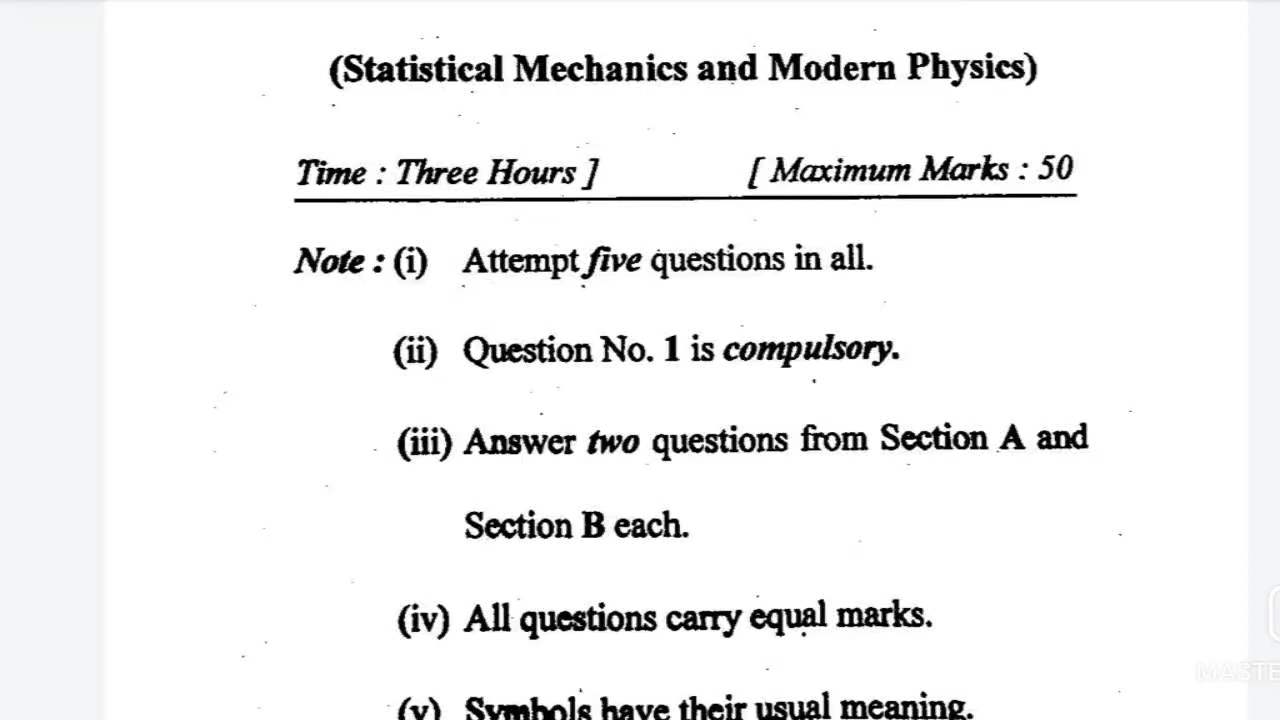 (Statistical Mechanics and Modern Physics)
Time : Three Hours ] [ Maximum Marks : 50
Note : (i) Attempt five questions in all.
(ii) Question No. 1 is compulsory.
(iii) Answer two questions from Section A and
Section B each.
(iv) All questions carry equal marks.
(v) Symbols have their usual meaning.